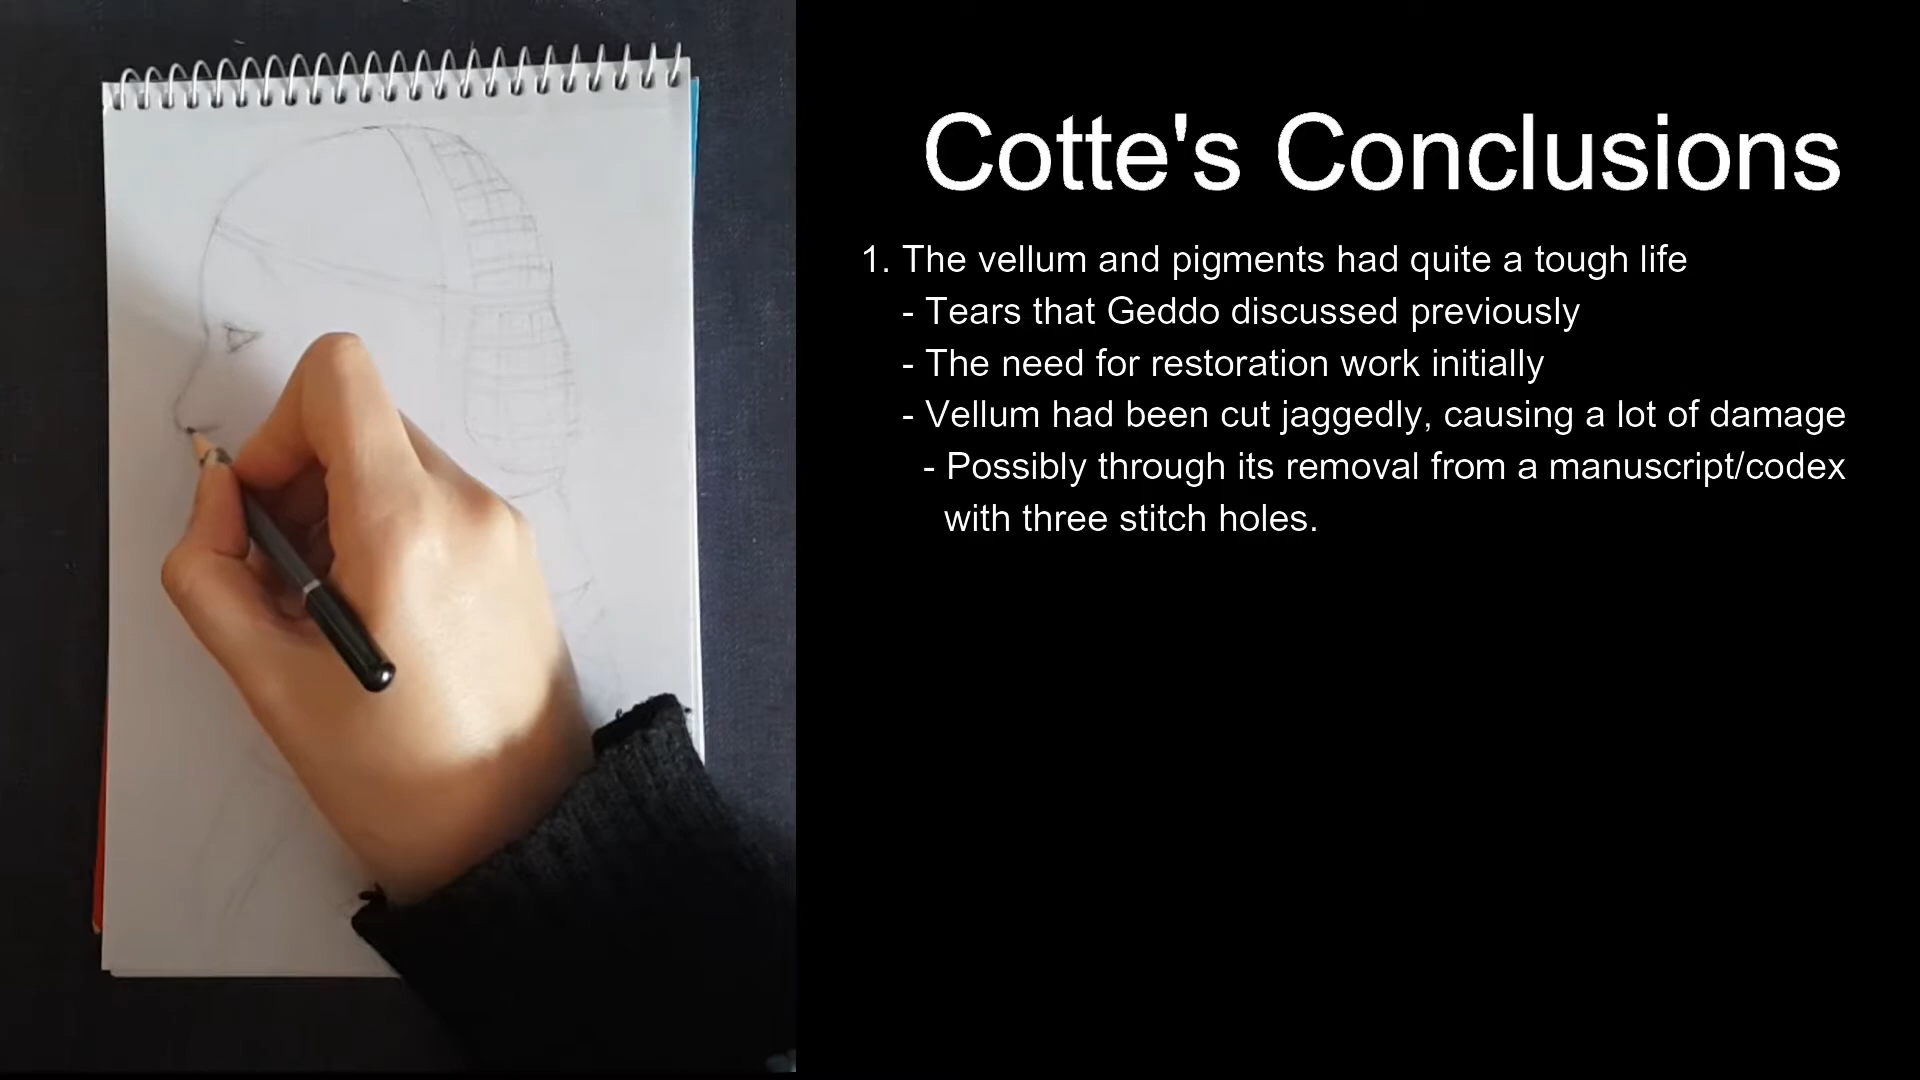 Cotte's Conclusions
1. The vellum and pigments had quite a tough life
- Tears that Geddo discussed previously
- The need for restoration work initially
- Vellum had been cut jaggedly, causing a lot of damage
- Possibly through its removal from a manuscript/codex
with three stitch holes.